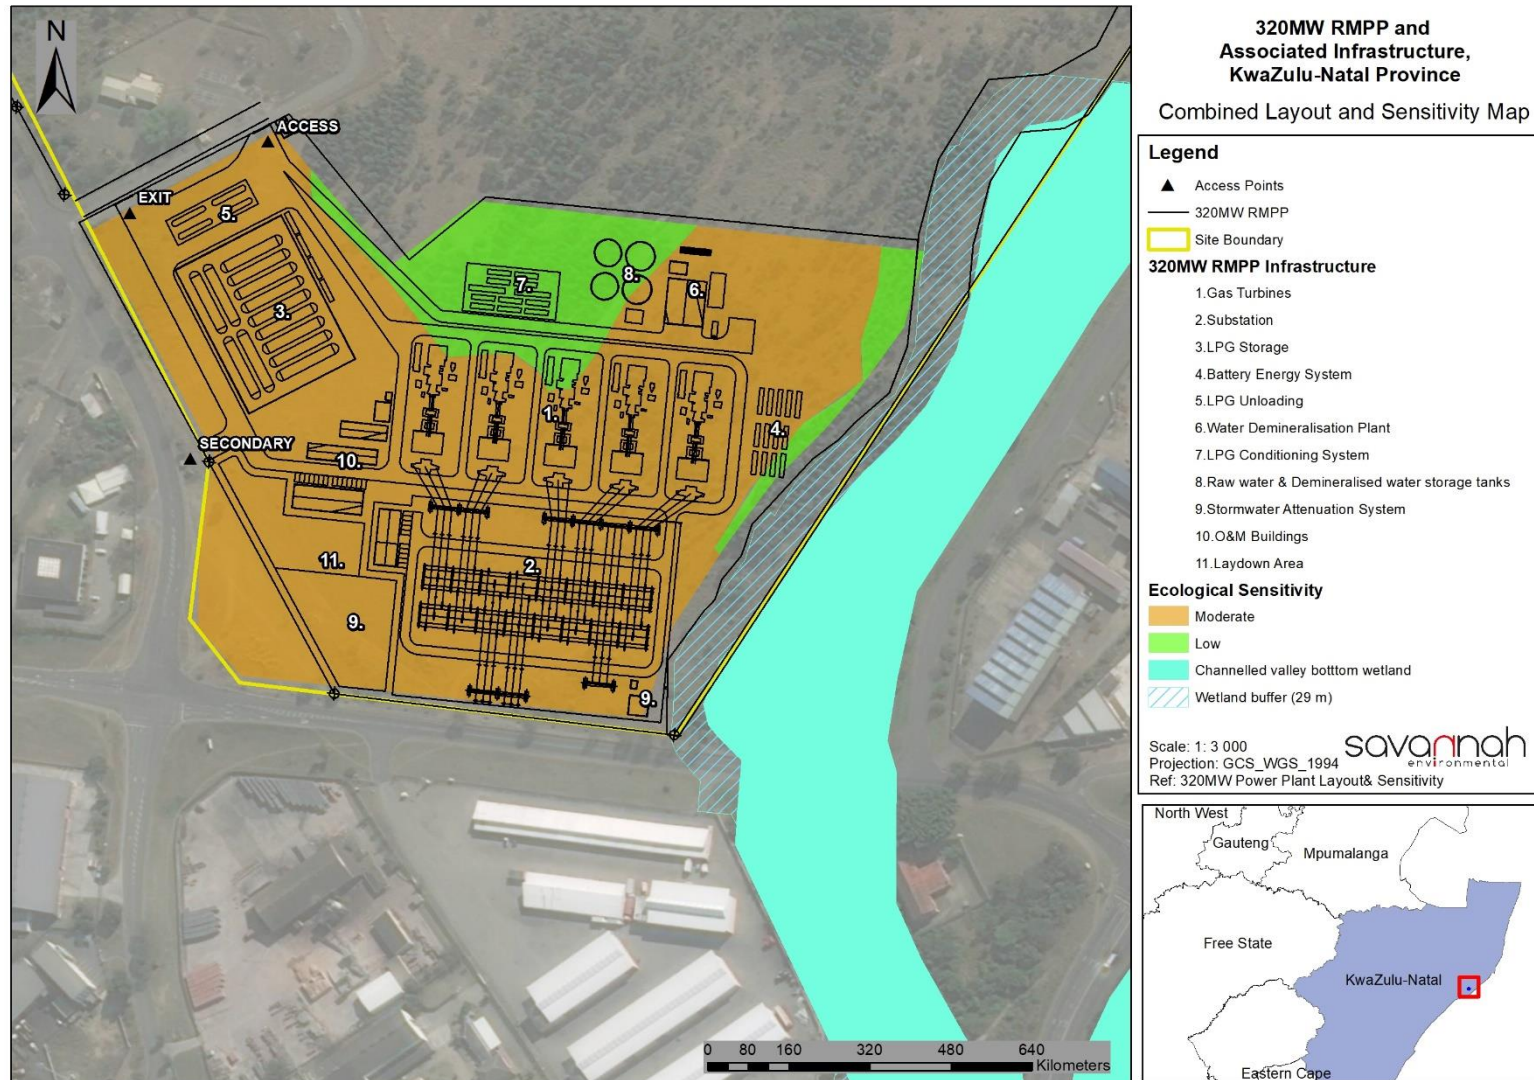 N
ACCESS
EXIT
5.
3.
7.
8.
6.
1.
4.
SECONDARY
10.
11.
2.
9.
9.
0 80 160 320 480 640
Kilometers
320MW RMPP and
Associated Infrastructure,
KwaZulu-Natal Province
Combined Layout and Sensitivity Map
Legend
Access Points
320MW RMPP
Site Boundary
320MW RMPP Infrastructure
1.Gas Turbines
2.Substation
3.LPG Storage
4.Battery Energy System
5.LPG Unloading
6.Water Demineralisation Plant
7.LPG Conditioning System
8.Raw water & Demineralised water storage tanks
9.Stormwater Attenuation System
10.O&M Buildings
11.Laydown Area
Ecological Sensitivity
Moderate
Low
Channelled valley botttom wetland
Wetland buffer (29 m)
Scale: 1: 3 000
Projection: GCS_WGS_1994
Ref: 320MW Power Plant Layout& Sensitivity
savannah
environmental
North West
Gauteng
Mpumalanga
Free State
KwaZulu-Natal
Eastern Cape